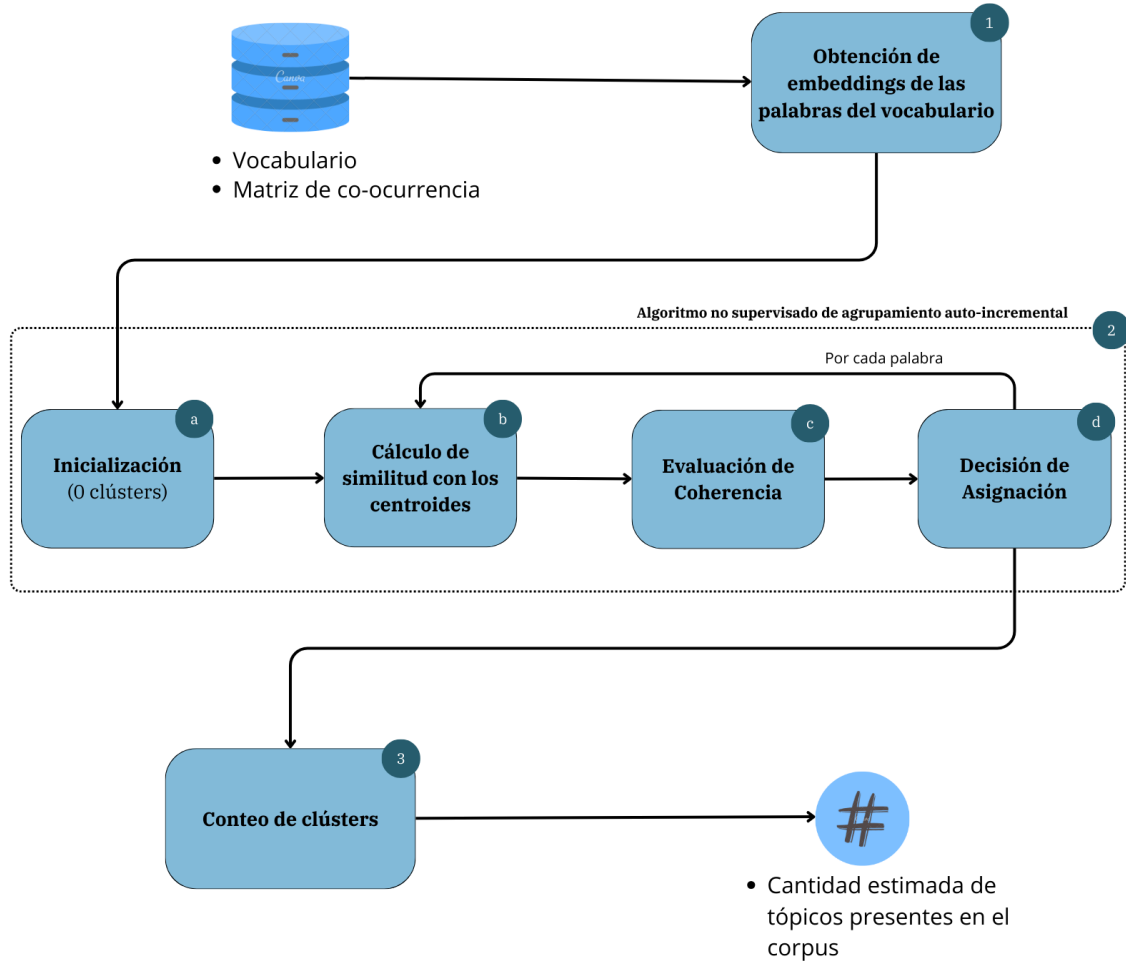 1
Obtención de
embeddings de las
palabras del vocabulario
Canva
• Vocabulario
• Matriz de co-ocurrencia
Algoritmo no supervisado de agrupamiento auto-incremental
2
Por cada palabra
a
Inicialización
(0 clústers)
b
Cálculo de
similitud con los
centroides
c
Evaluación de
Coherencia
d
Decisión de
Asignación
3
Conteo de clústers
#
• Cantidad estimada de
tópicos presentes en el
corpus